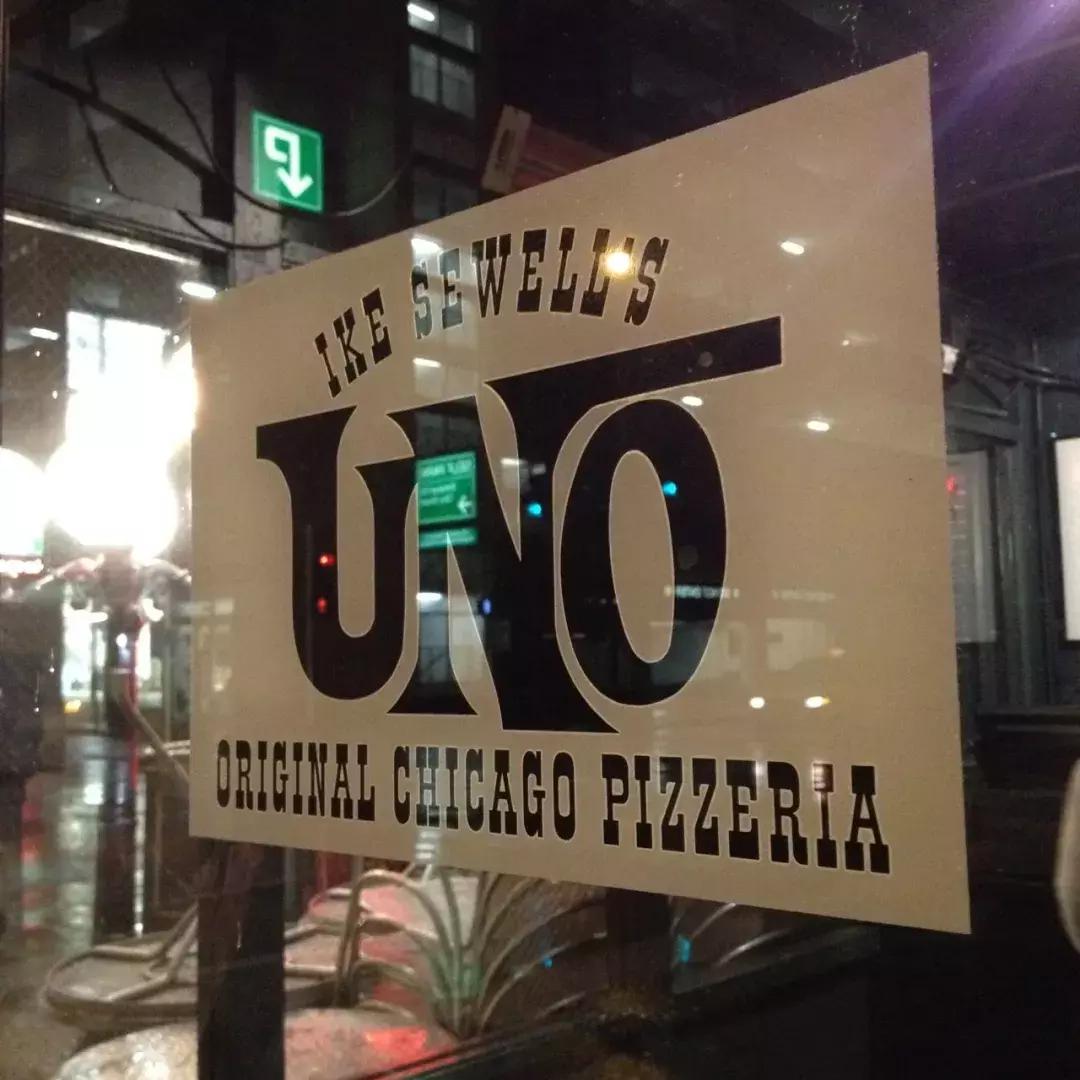 IKE SEWELL'S
UNO
ORIGINAL CHICAGO PIZZERIA